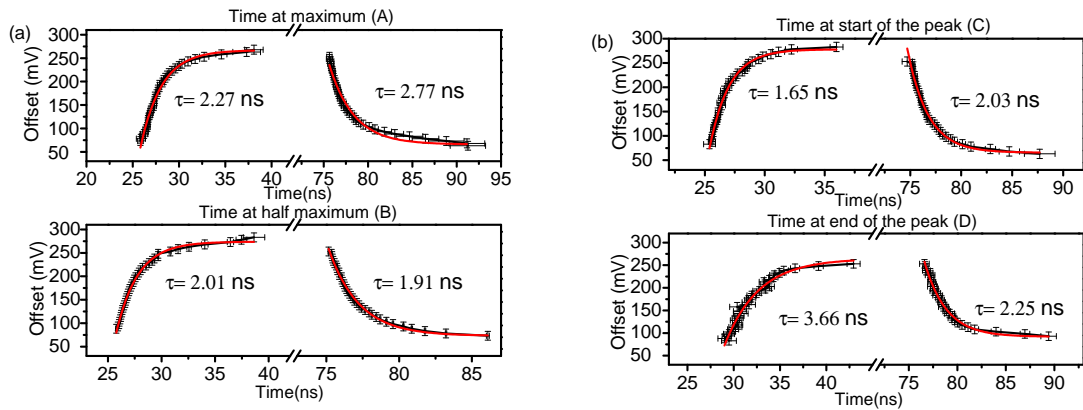 (a)
Time at maximum (A)
Offset (mV)
300
250
200
150
100
50
τ= 2.27 ns
τ= 2.77 ns
20 25 30 35 40 75 80 85 90 95
Time(ns)
Time at half maximum (B)
Offset (mV)
300
250
200
150
100
50
τ= 2.01 ns
τ= 1.91 ns
25 30 35 40 75 80 85
Time(ns)
(b)
Time at start of the peak (C)
Offset (mV)
300
250
200
150
100
50
τ= 1.65 ns
τ= 2.03 ns
25 30 35 75 80 85 90
Time(ns)
Time at end of the peak (D)
Offset (mV)
300
250
200
150
100
50
τ= 3.66 ns
τ= 2.25 ns
25 30 35 40 75 80 85 90
Time(ns)